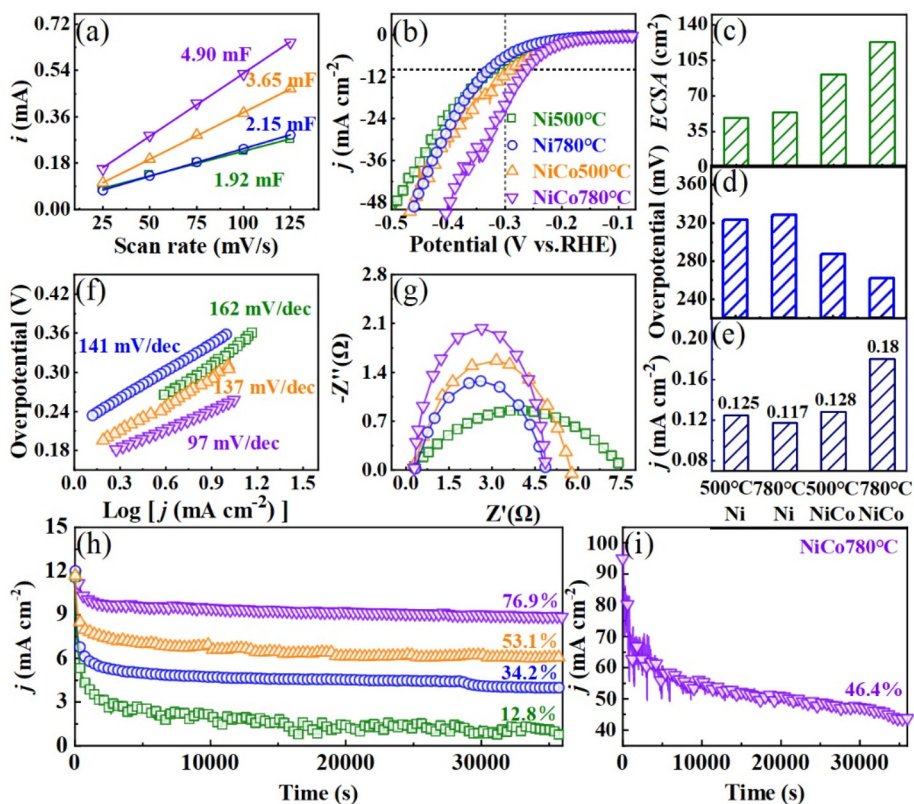 (a)
i (mA)
0.72
0.54
0.36
0.18
0.00
4.90 mF
3.65 mF
2.15 mF
1.92 mF
25
50
75
100
125
Scan rate (mV/s)
(b)
j (mA cm⁻²)
0
-12
-24
-36
-48
Ni500°C
Ni780°C
NiCo500°C
NiCo780°C
-0.5
-0.4
-0.3
-0.2
-0.1
Potential (V vs.RHE)
(c)
ECSA (cm²)
135
90
45
0
(d)
Overpotential (mV)
360
320
280
240
(e)
j (mA cm⁻²)
0.20
0.16
0.12
0.08
0.125
0.117
0.128
0.18
500°C 780°C 500°C 780°C
Ni Ni NiCo NiCo
(f)
Overpotential (V)
0.42
0.36
0.30
0.24
0.18
162 mV/dec
141 mV/dec
137 mV/dec
97 mV/dec
0.0
0.3
0.6
0.9
1.2
1.5
Log [ j (mA cm⁻²) ]
(g)
-Z''(Ω)
-2.8
2.1
1.4
0.7
0.0
0.0
1.5
3.0
4.5
6.0
7.5
Z'(Ω)
(h)
j (mA cm⁻²)
15
12
9
6
3
0
76.9%
53.1%
34.2%
12.8%
0
10000
20000
30000
Time (s)
(i)
NiCo780°C
j (mA cm⁻²)
100
90
80
70
60
50
40
46.4%
0
10000
20000
30000
Time (s)